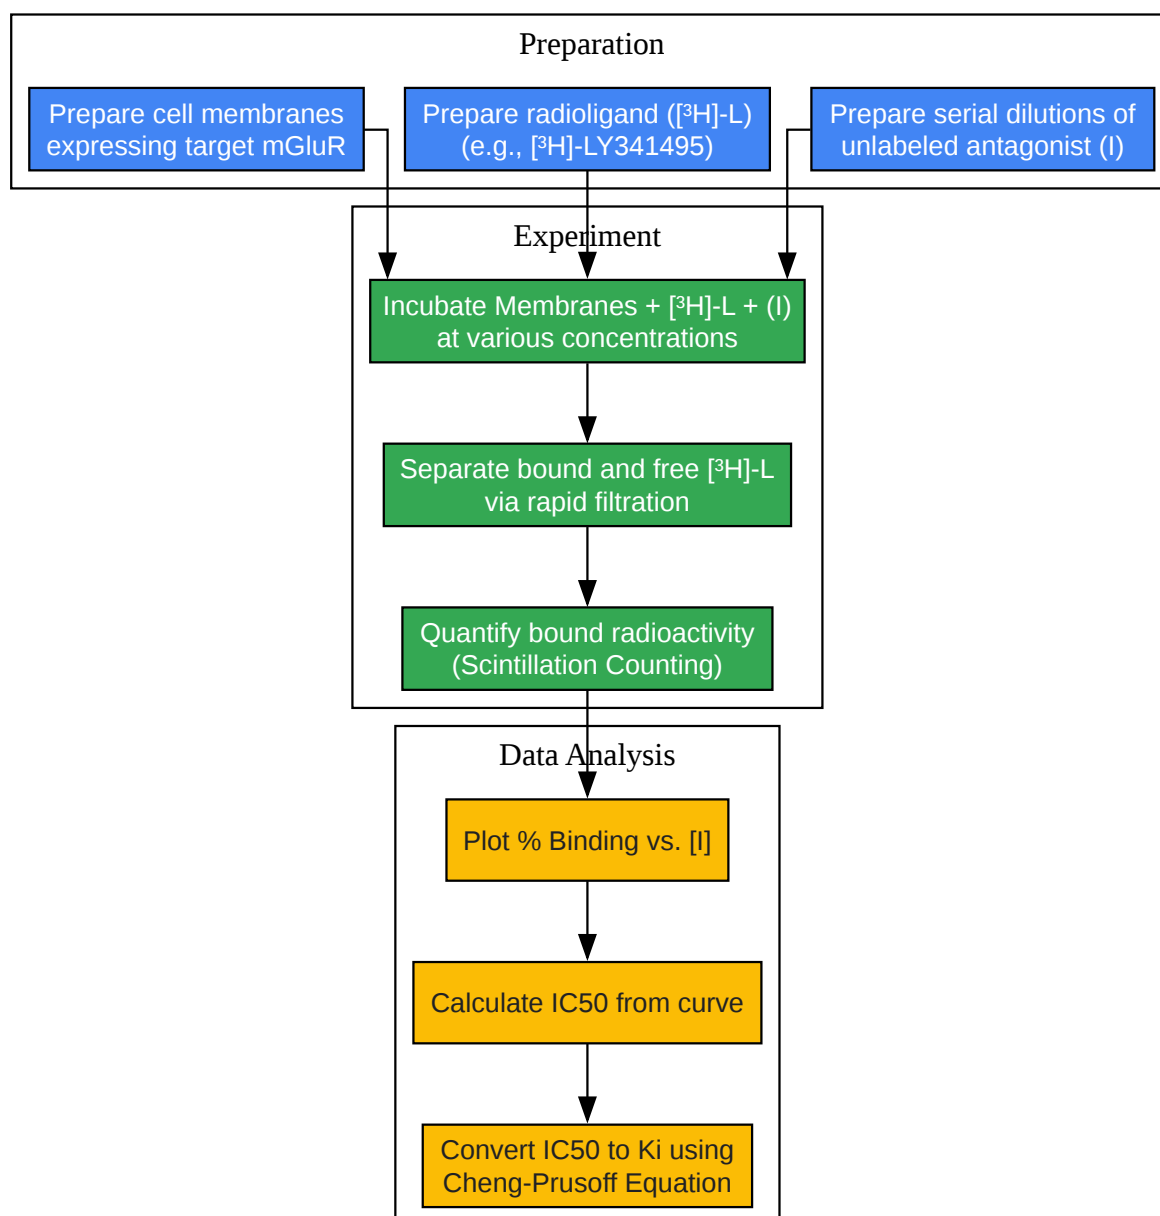 Preparation
Prepare cell membranes
expressing target mGluR
Prepare radioligand ([³H]-L)
(e.g., [³H]-LY341495)
Prepare serial dilutions of
unlabeled antagonist (I)
Experiment
Incubate Membranes + [³H]-L + (I)
at various concentrations
Separate bound and free [³H]-L
via rapid filtration
Quantify bound radioactivity
(Scintillation Counting)
Data Analysis
Plot % Binding vs. [I]
Calculate IC50 from curve
Convert IC50 to Ki using
Cheng-Prusoff Equation